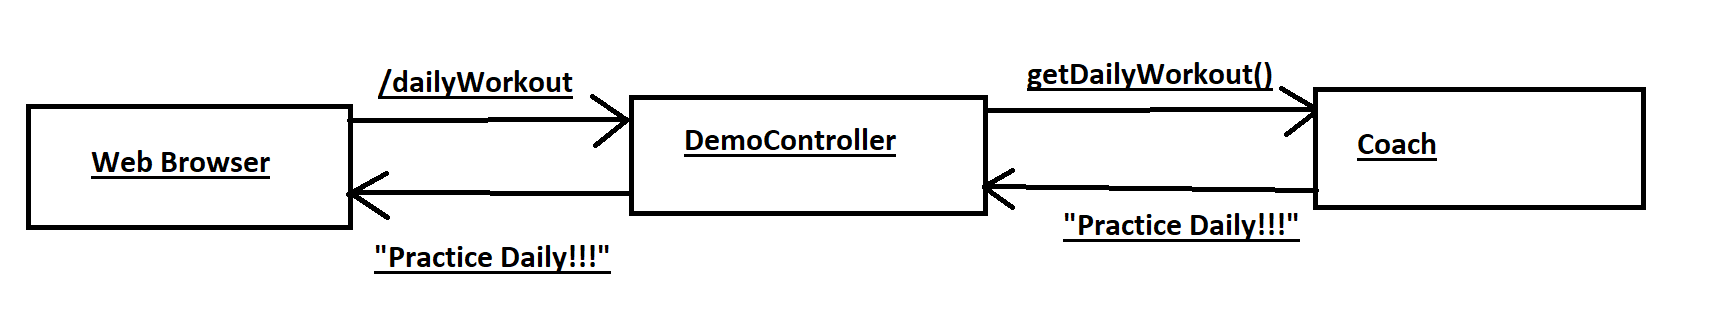 /dailyWorkout
getDailyWorkout()
Web Browser
DemoController
Coach
"Practice Daily!!!"
"Practice Daily!!!"